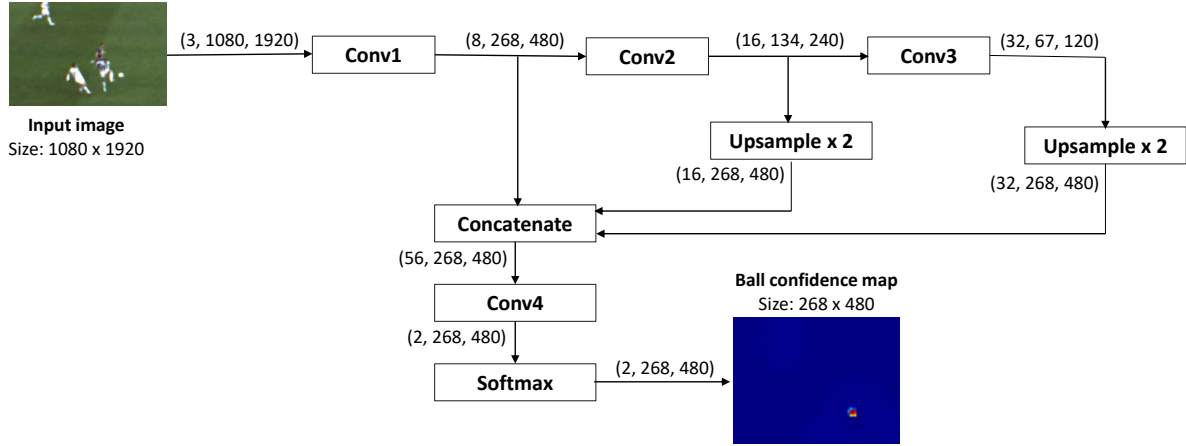 (3, 1080, 1920)
Conv1
(8, 268, 480)
Conv2
(16, 134, 240)
Conv3
(32, 67, 120)
Input image
Size: 1080 x 1920
Upsample x 2
(16, 268, 480)
Upsample x 2
(32, 268, 480)
Concatenate
(56, 268, 480)
Conv4
(2, 268, 480)
Softmax
(2, 268, 480)
Ball confidence map
Size: 268 x 480